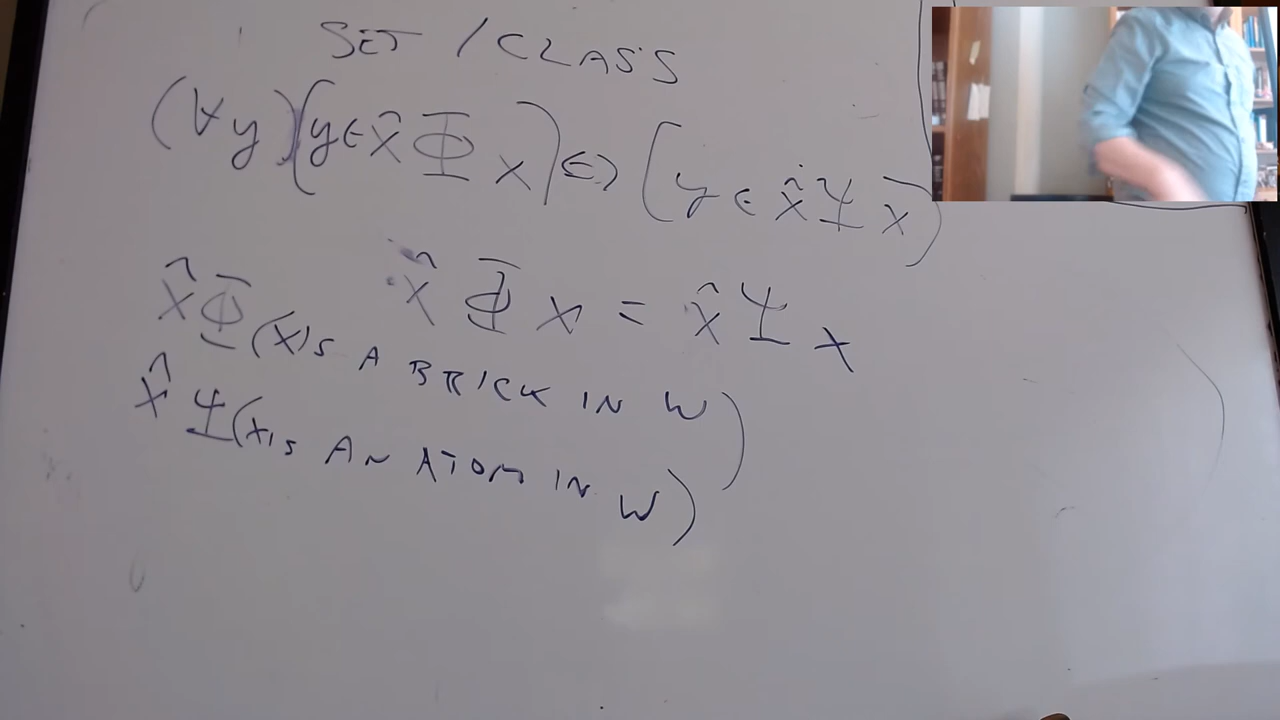 SET / CLASS
(∀y)(y∈x̂Φx)⇔(y∈x̂Ψx)
x̂Φx = x̂Ψx
x̂Φ(x IS A BRICK IN W)
x̂Ψ(x IS AN ATOM IN W)